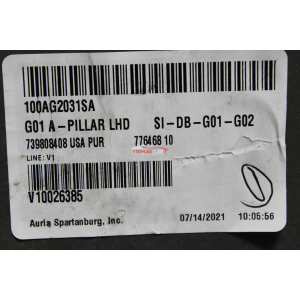 100AG2031SA
G01 A-PILLAR LHD SI-DB-G01-G02
739808408 USA PUR 776468 10
LINE: V1
V10026385
Auria Spartanburg, Inc. 07/14/2021 10:05:56